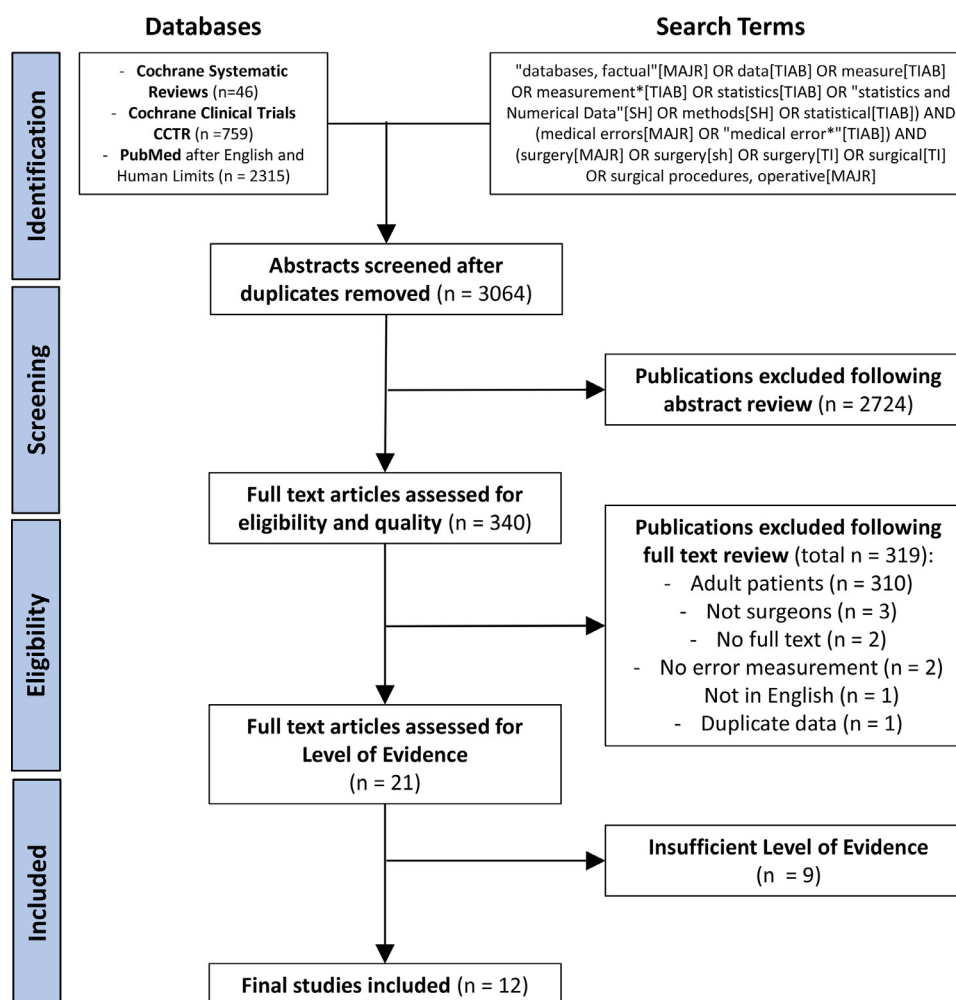 Databases
Search Terms
Identification
- Cochrane Systematic
Reviews (n=46)
- Cochrane Clinical Trials
CCTR (n =759)
- PubMed after English and
Human Limits (n = 2315)
"databases, factual"[MAJR] OR data[TIAB] OR measure[TIAB]
OR measurement*[TIAB] OR statistics[TIAB] OR "statistics and
Numerical Data"[SH] OR methods[SH] OR statistical[TIAB]) AND
(medical errors[MAJR] OR "medical error*"[TIAB]) AND
(surgery[MAJR] OR surgery[sh] OR surgery[TI] OR surgical[TI]
OR surgical procedures, operative[MAJR]
Abstracts screened after
duplicates removed (n = 3064)
Screening
Publications excluded following
abstract review (n = 2724)
Full text articles assessed for
eligibility and quality (n = 340)
Eligibility
Publications excluded following
full text review (total n = 319):
- Adult patients (n = 310)
- Not surgeons (n = 3)
- No full text (n = 2)
- No error measurement (n = 2)
Not in English (n = 1)
- Duplicate data (n = 1)
Full text articles assessed for
Level of Evidence
(n = 21)
Included
Insufficient Level of Evidence
(n = 9)
Final studies included (n = 12)